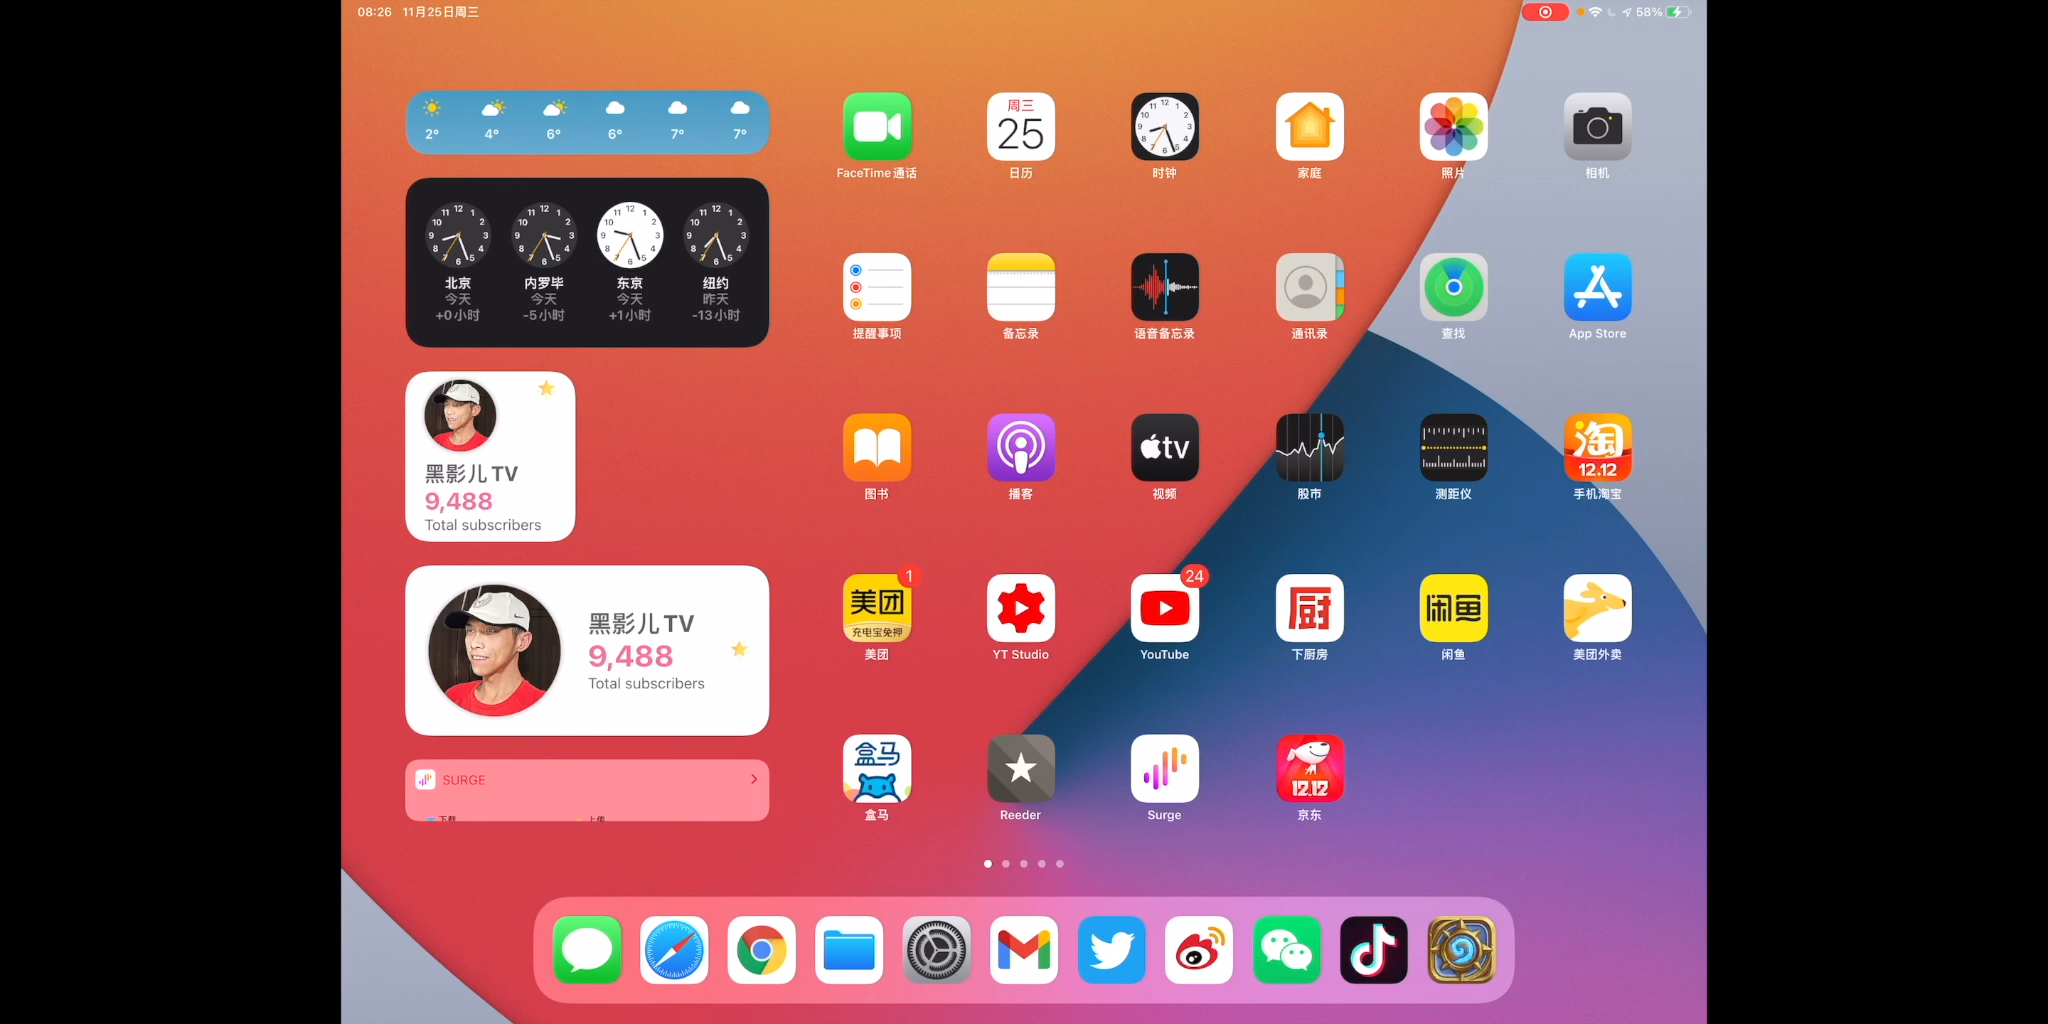 08:26 11月25日周三
58%
2° 4° 6° 6° 7° 7°
北京 内罗毕 东京 纽约
今天 今天 今天 昨天
+0小时 -5小时 +1小时 -13小时
黑影儿TV
9,488
Total subscribers
黑影儿TV
9,488
Total subscribers
SURGE
下载 上传
周三
25
FaceTime通话 日历 时钟 家庭 照片 相机
提醒事项 备忘录 语音备忘录 通讯录 查找 App Store
tv
淘
12.12
图书 播客 视频 股市 测距仪 手机淘宝
1
24
美团
充电宝免押
厨
闲鱼
美团 YT Studio YouTube 下厨房 闲鱼 美团外卖
盒马
12.12
盒马 Reeder Surge 京东